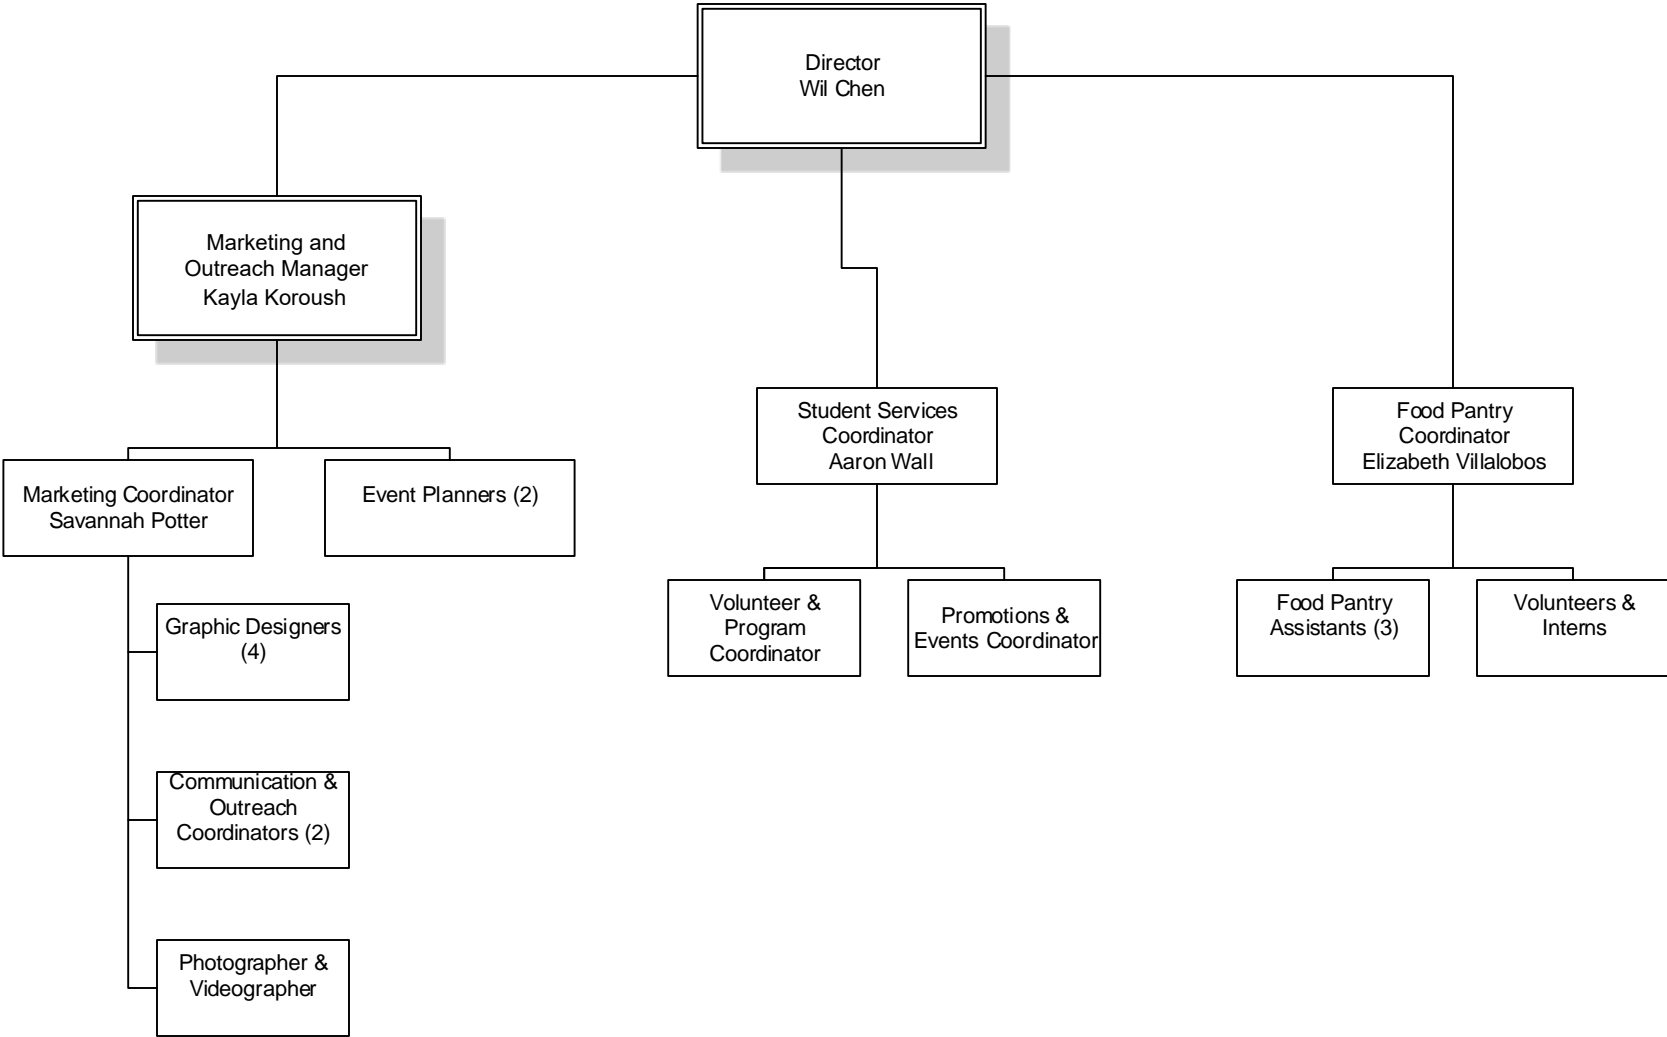 Director
Wil Chen
Marketing and
Outreach Manager
Kayla Koroush
Student Services
Coordinator
Aaron Wall
Food Pantry
Coordinator
Elizabeth Villalobos
Marketing Coordinator
Savannah Potter
Event Planners (2)
Volunteer &
Program
Coordinator
Promotions &
Events Coordinator
Food Pantry
Assistants (3)
Volunteers &
Interns
Graphic Designers
(4)
Communication &
Outreach
Coordinators (2)
Photographer &
Videographer